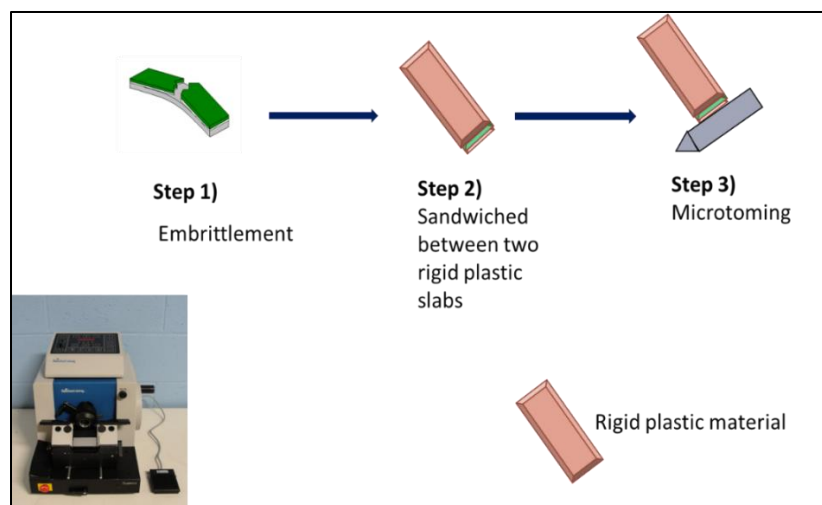 Step 1)
Embrittlement
Step 2)
Sandwiched
between two
rigid plastic
slabs
Step 3)
Microtoming
Rigid plastic material